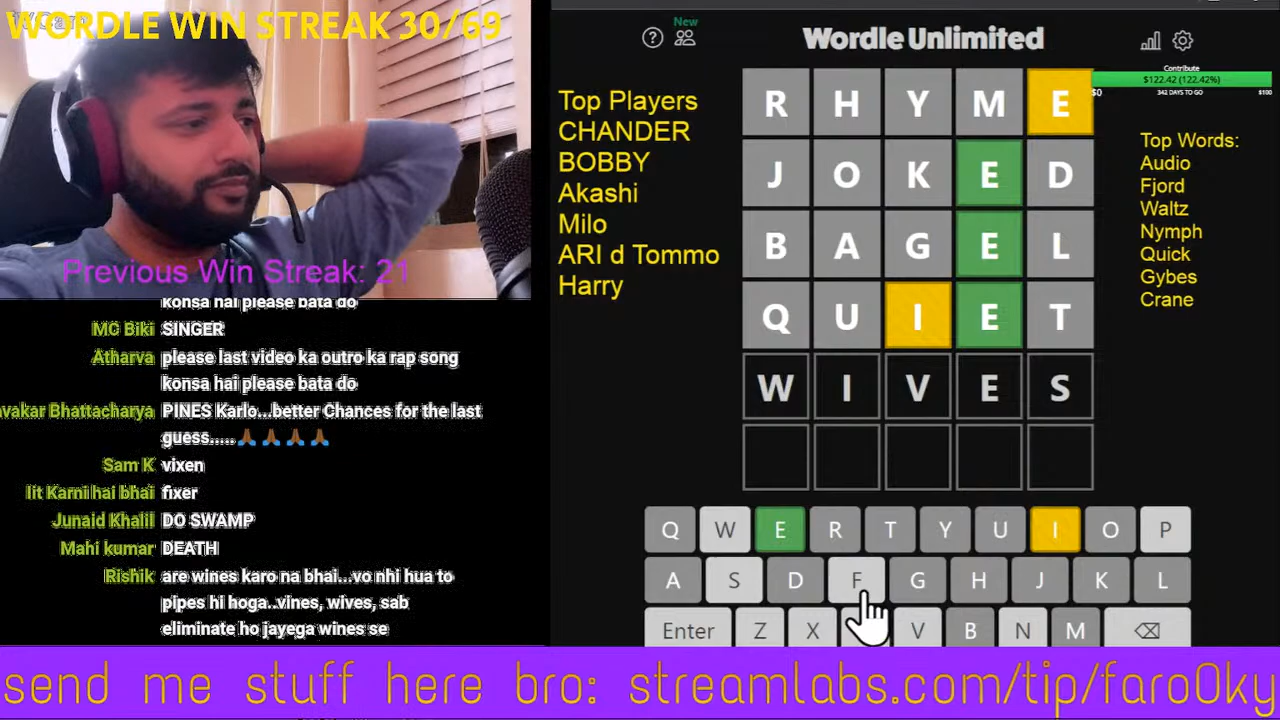 WORDLE WIN STREAK 30/69
Previous Win Streak: 21
konsa hai please bata do
MC Biki SINGER
Atharva please last video ka outro ka rap song
konsa hai please bata do
avakar Bhattacharya PINES Karlo...better Chances for the last
guess.....🙏🏾🙏🏾🙏🏾🙏🏾
Sam K vixen
Iit Karni hai bhai fixer
Junaid Khalil DO SWAMP
Mahi kumar DEATH
Rishik are wines karo na bhai...vo nhi hua to
pipes hi hoga..vines, wives, sab
eliminate ho jayega wines se
New
Wordle Unlimited
Top Players
CHANDER
BOBBY
Akashi
Milo
ARI d Tommo
Harry
R H Y M E
J O K E D
B A G E L
Q U I E T
W I V E S
Contribute
$122.42 (122.42%)
$0 342 DAYS TO GO $100
Top Words:
Audio
Fjord
Waltz
Nymph
Quick
Gybes
Crane
Q W E R T Y U I O P
A S D F G H J K L
Enter Z X V B N M
send me stuff here bro: streamlabs.com/tip/faro0ky